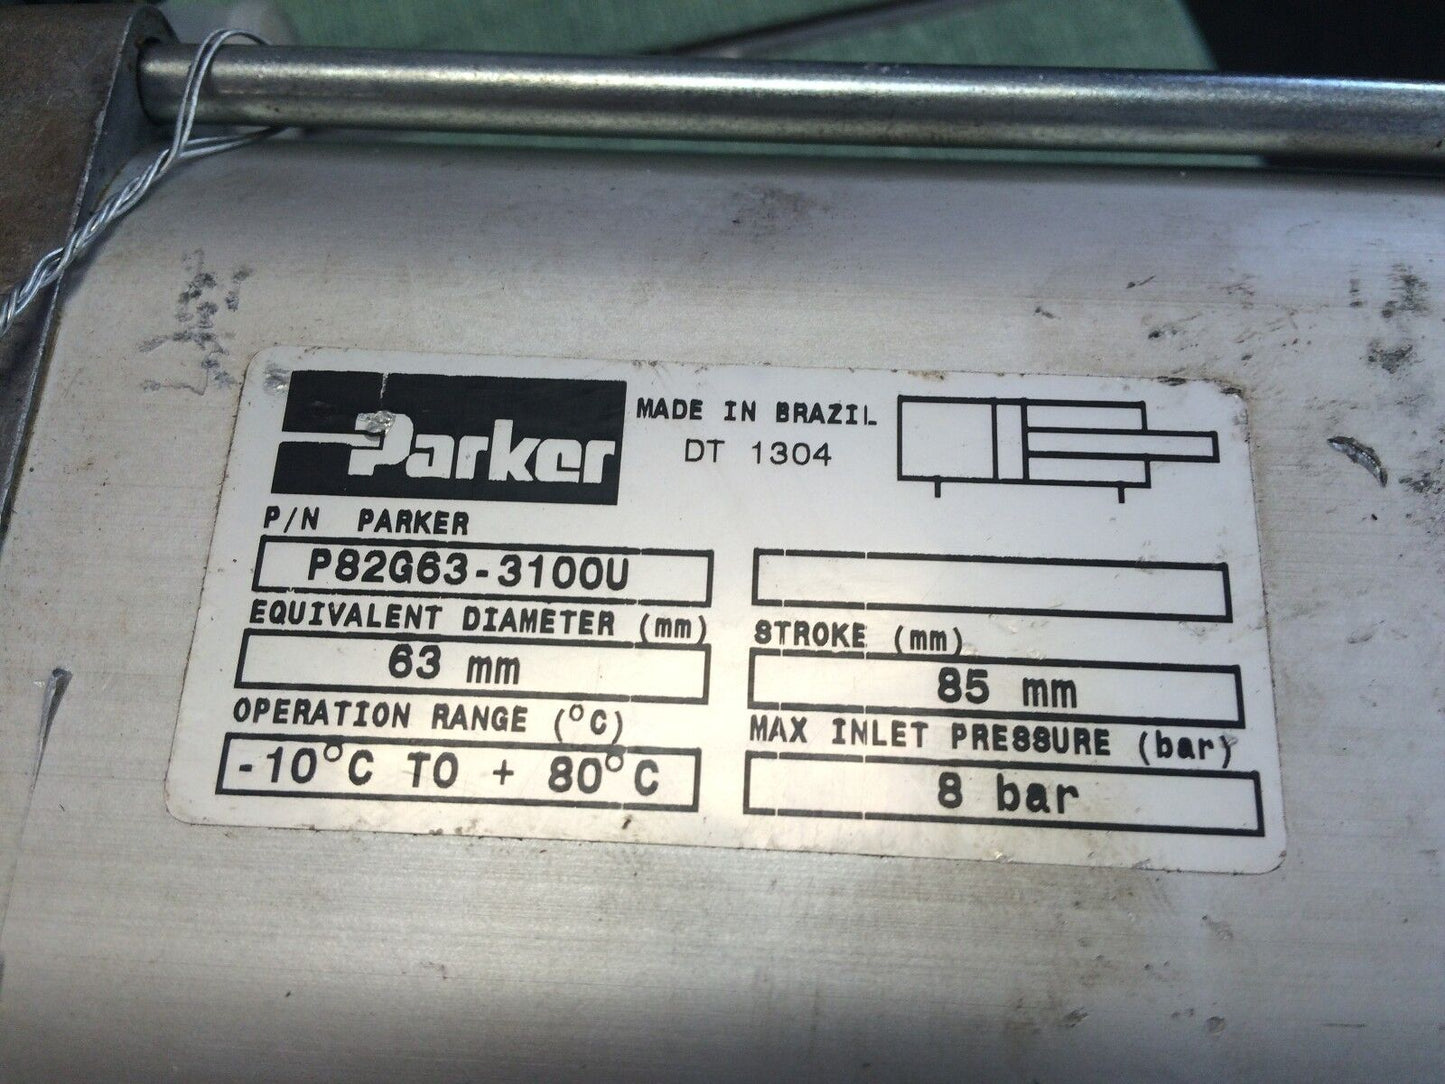 Parker
MADE IN BRAZIL
DT 1304
P/N PARKER
P82G63-3100U
EQUIVALENT DIAMETER (mm)
63 mm
STROKE (mm)
85 mm
OPERATION RANGE (°C)
-10°C TO + 80°C
MAX INLET PRESSURE (bar)
8 bar